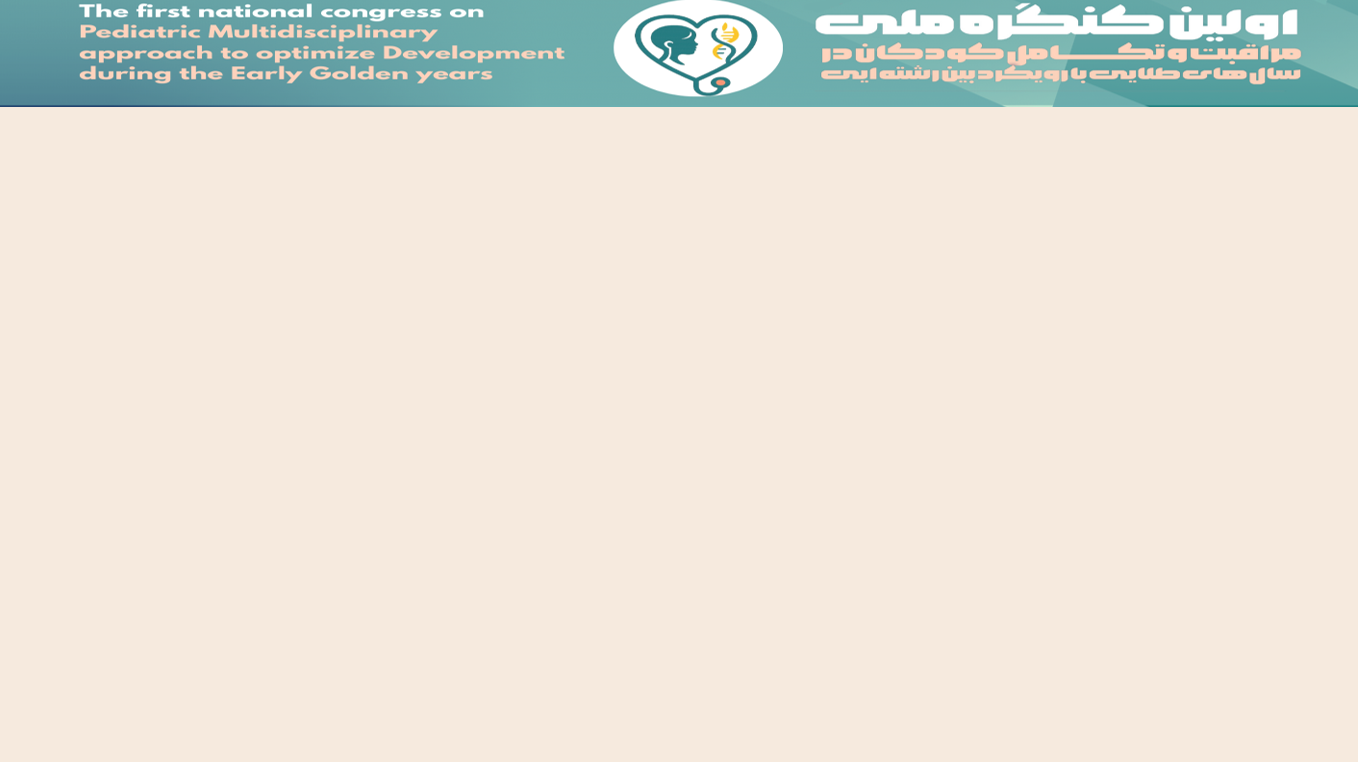 The first national congress on
Pediatric Multidisciplinary
approach to optimize Development
during the Early Golden years
اولین کنگره ملی
مراقبت و تکامل کودکان در
سال های طلایی با رویکرد بین رشته ایی